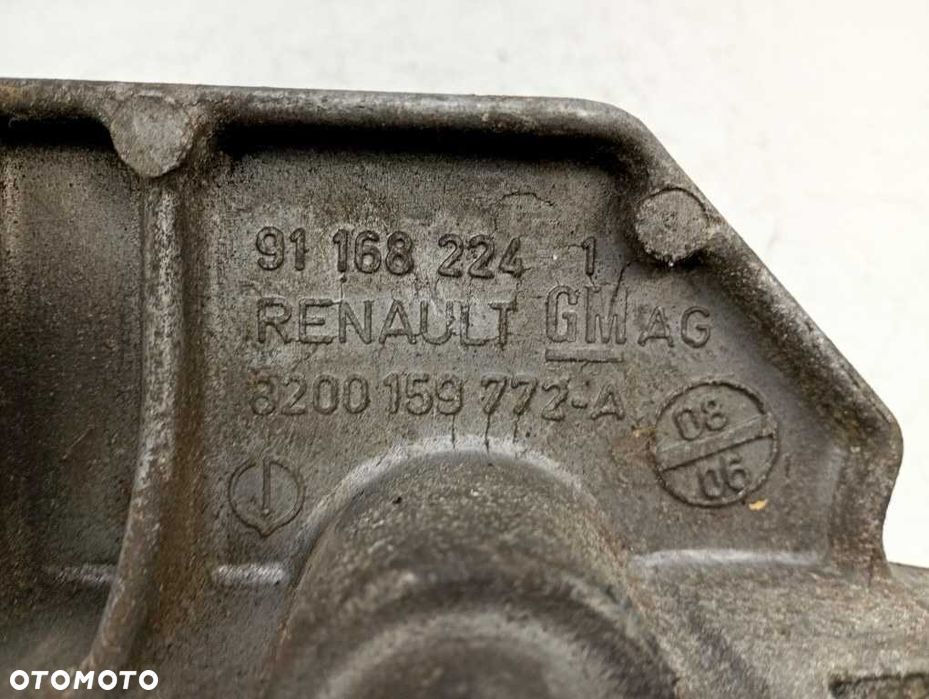 91 168 224 1
RENAULT GM AG
8200 159 772-A
08
06
OTOMOTO